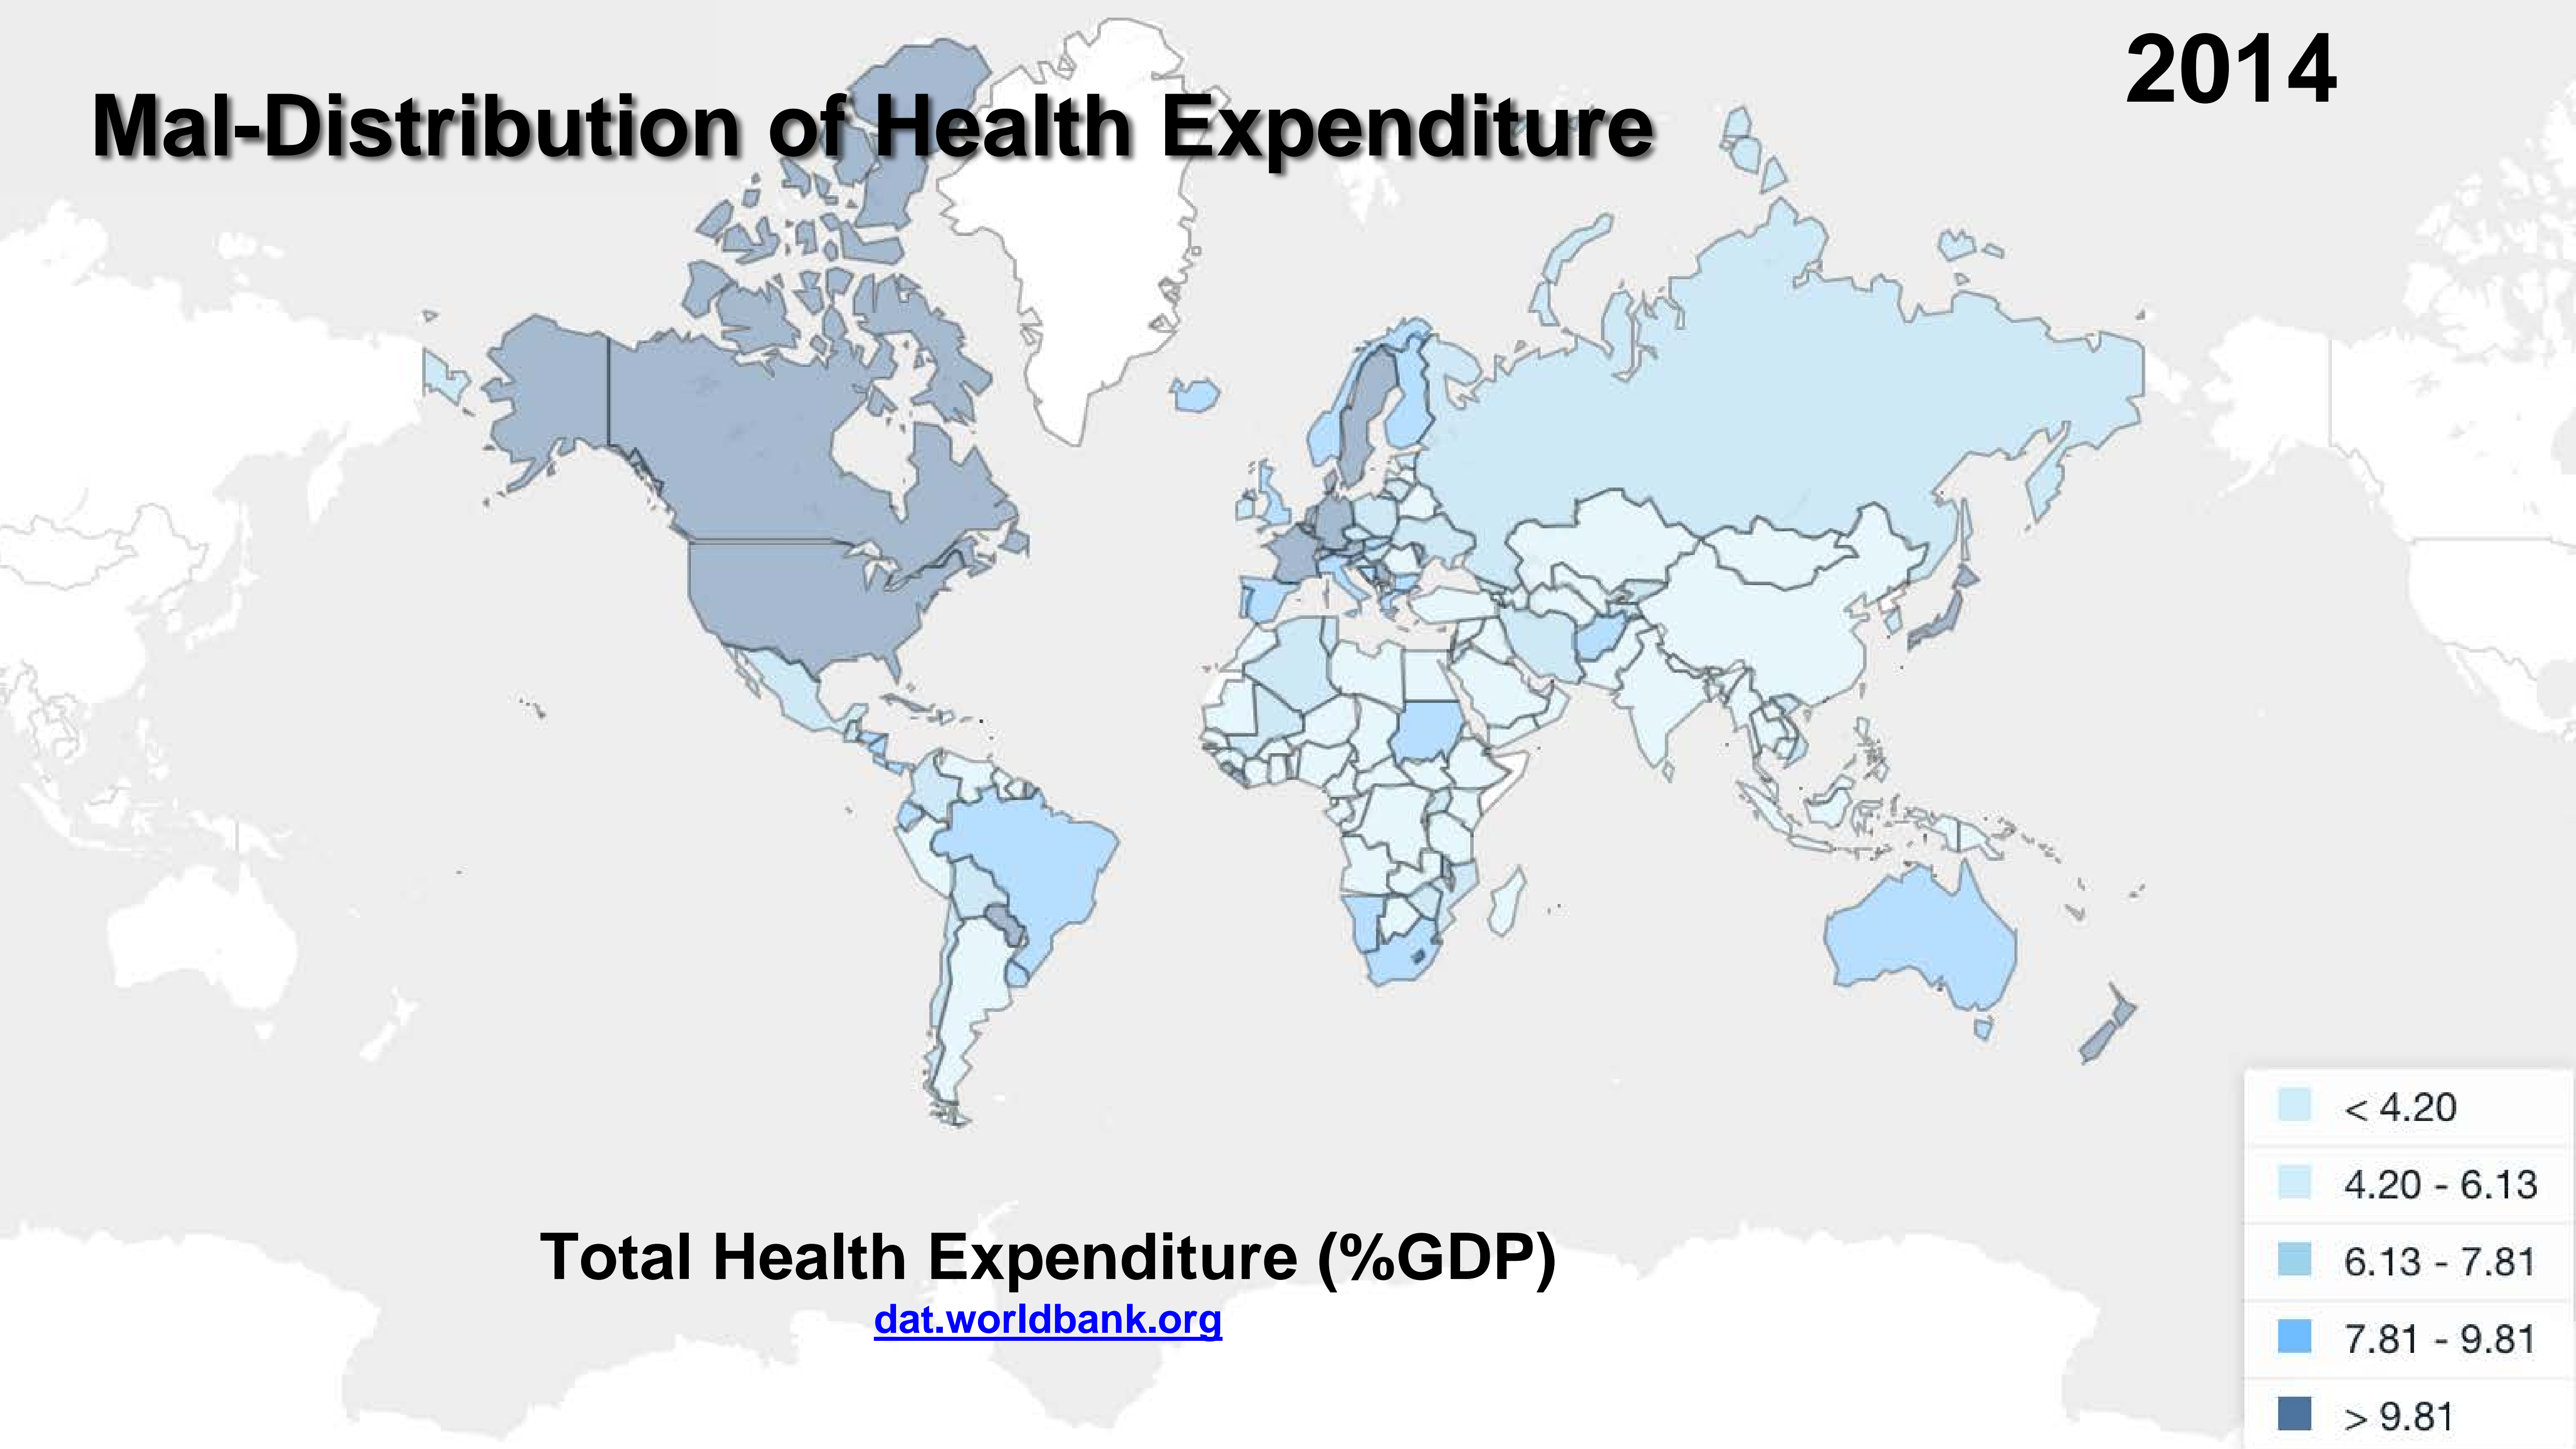 2014
Mal-Distribution of Health Expenditure
< 4.20
4.20 - 6.13
6.13 - 7.81
7.81 - 9.81
> 9.81
Total Health Expenditure (%GDP)
dat.worldbank.org